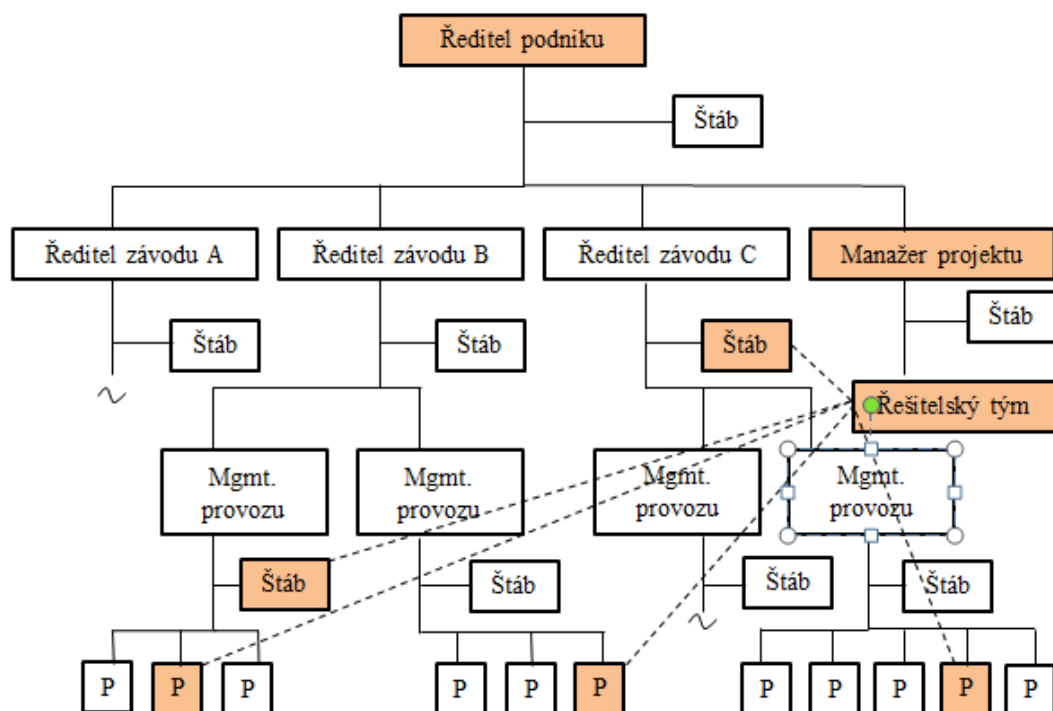 Ředitel podniku
Štáb
Ředitel závodu A
Ředitel závodu B
Ředitel závodu C
Manažer projektu
Štáb
Štáb
Štáb
Štáb
Řešitelský tým
Mgmt.
provozu
Mgmt.
provozu
Mgmt.
provozu
Mgmt.
provozu
Štáb
Štáb
Štáb
Štáb
P
P
P
P
P
P
P
P
P
P
P